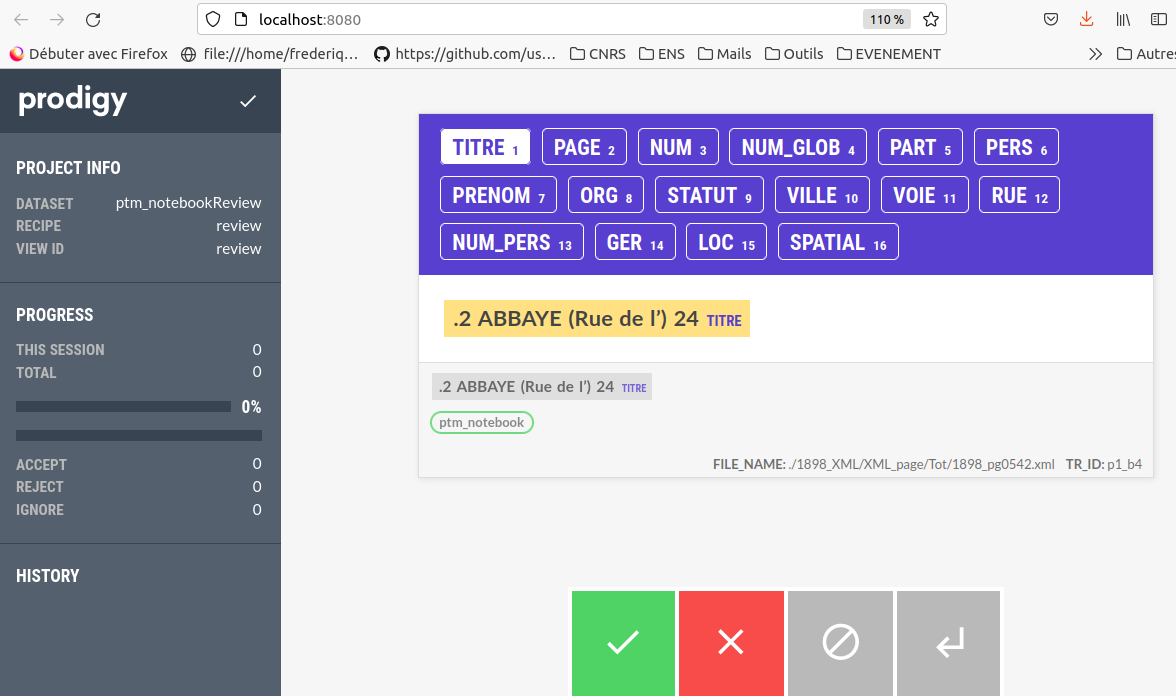 localhost:8080 110 %
Débuter avec Firefox file:///home/frederiq… https://github.com/us… CNRS ENS Mails Outils EVENEMENT Autres
prodigy
PROJECT INFO
DATASET ptm_notebookReview
RECIPE review
VIEW ID review
PROGRESS
THIS SESSION 0
TOTAL 0
0%
ACCEPT 0
REJECT 0
IGNORE 0
HISTORY
TITRE 1 PAGE 2 NUM 3 NUM_GLOB 4 PART 5 PERS 6
PRENOM 7 ORG 8 STATUT 9 VILLE 10 VOIE 11 RUE 12
NUM_PERS 13 GER 14 LOC 15 SPATIAL 16
.2 ABBAYE (Rue de l’) 24 TITRE
.2 ABBAYE (Rue de l’) 24 TITRE
ptm_notebook
FILE_NAME: ./1898_XML/XML_page/Tot/1898_pg0542.xml TR_ID: p1_b4